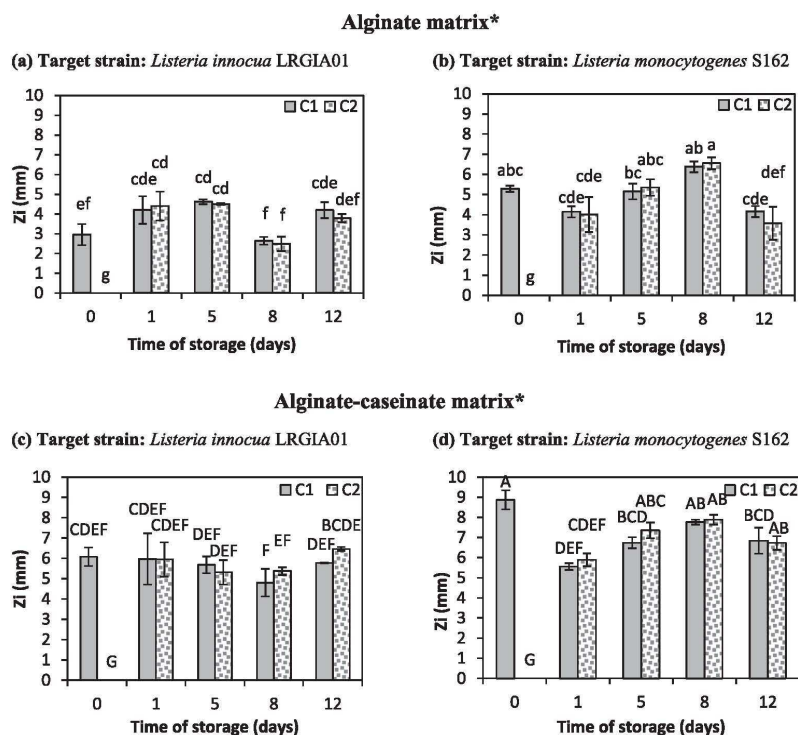 Alginate matrix*
(a) Target strain: Listeria innocua LRGIA01
C1 C2
Zi (mm)
10
9
8
7
6
5
4
3
2
1
0
ef
g
cde
cd
cd
cd
f
f
cde
def
0 1 5 8 12
Time of storage (days)
(b) Target strain: Listeria monocytogenes S162
C1 C2
Zi (mm)
10
9
8
7
6
5
4
3
2
1
0
abc
g
cde
cde
bc
abc
ab
a
cde
def
0 1 5 8 12
Time of storage (days)
Alginate-caseinate matrix*
(c) Target strain: Listeria innocua LRGIA01
C1 C2
Zi (mm)
10
9
8
7
6
5
4
3
2
1
0
CDEF
G
CDEF
CDEF
DEF
DEF
F
EF
DEF
BCDE
0 1 5 8 12
Time of storage (days)
(d) Target strain: Listeria monocytogenes S162
C1 C2
Zi (mm)
10
9
8
7
6
5
4
3
2
1
0
A
G
DEF
CDEF
BCD
ABC
AB
AB
BCD
AB
0 1 5 8 12
Time of storage (days)